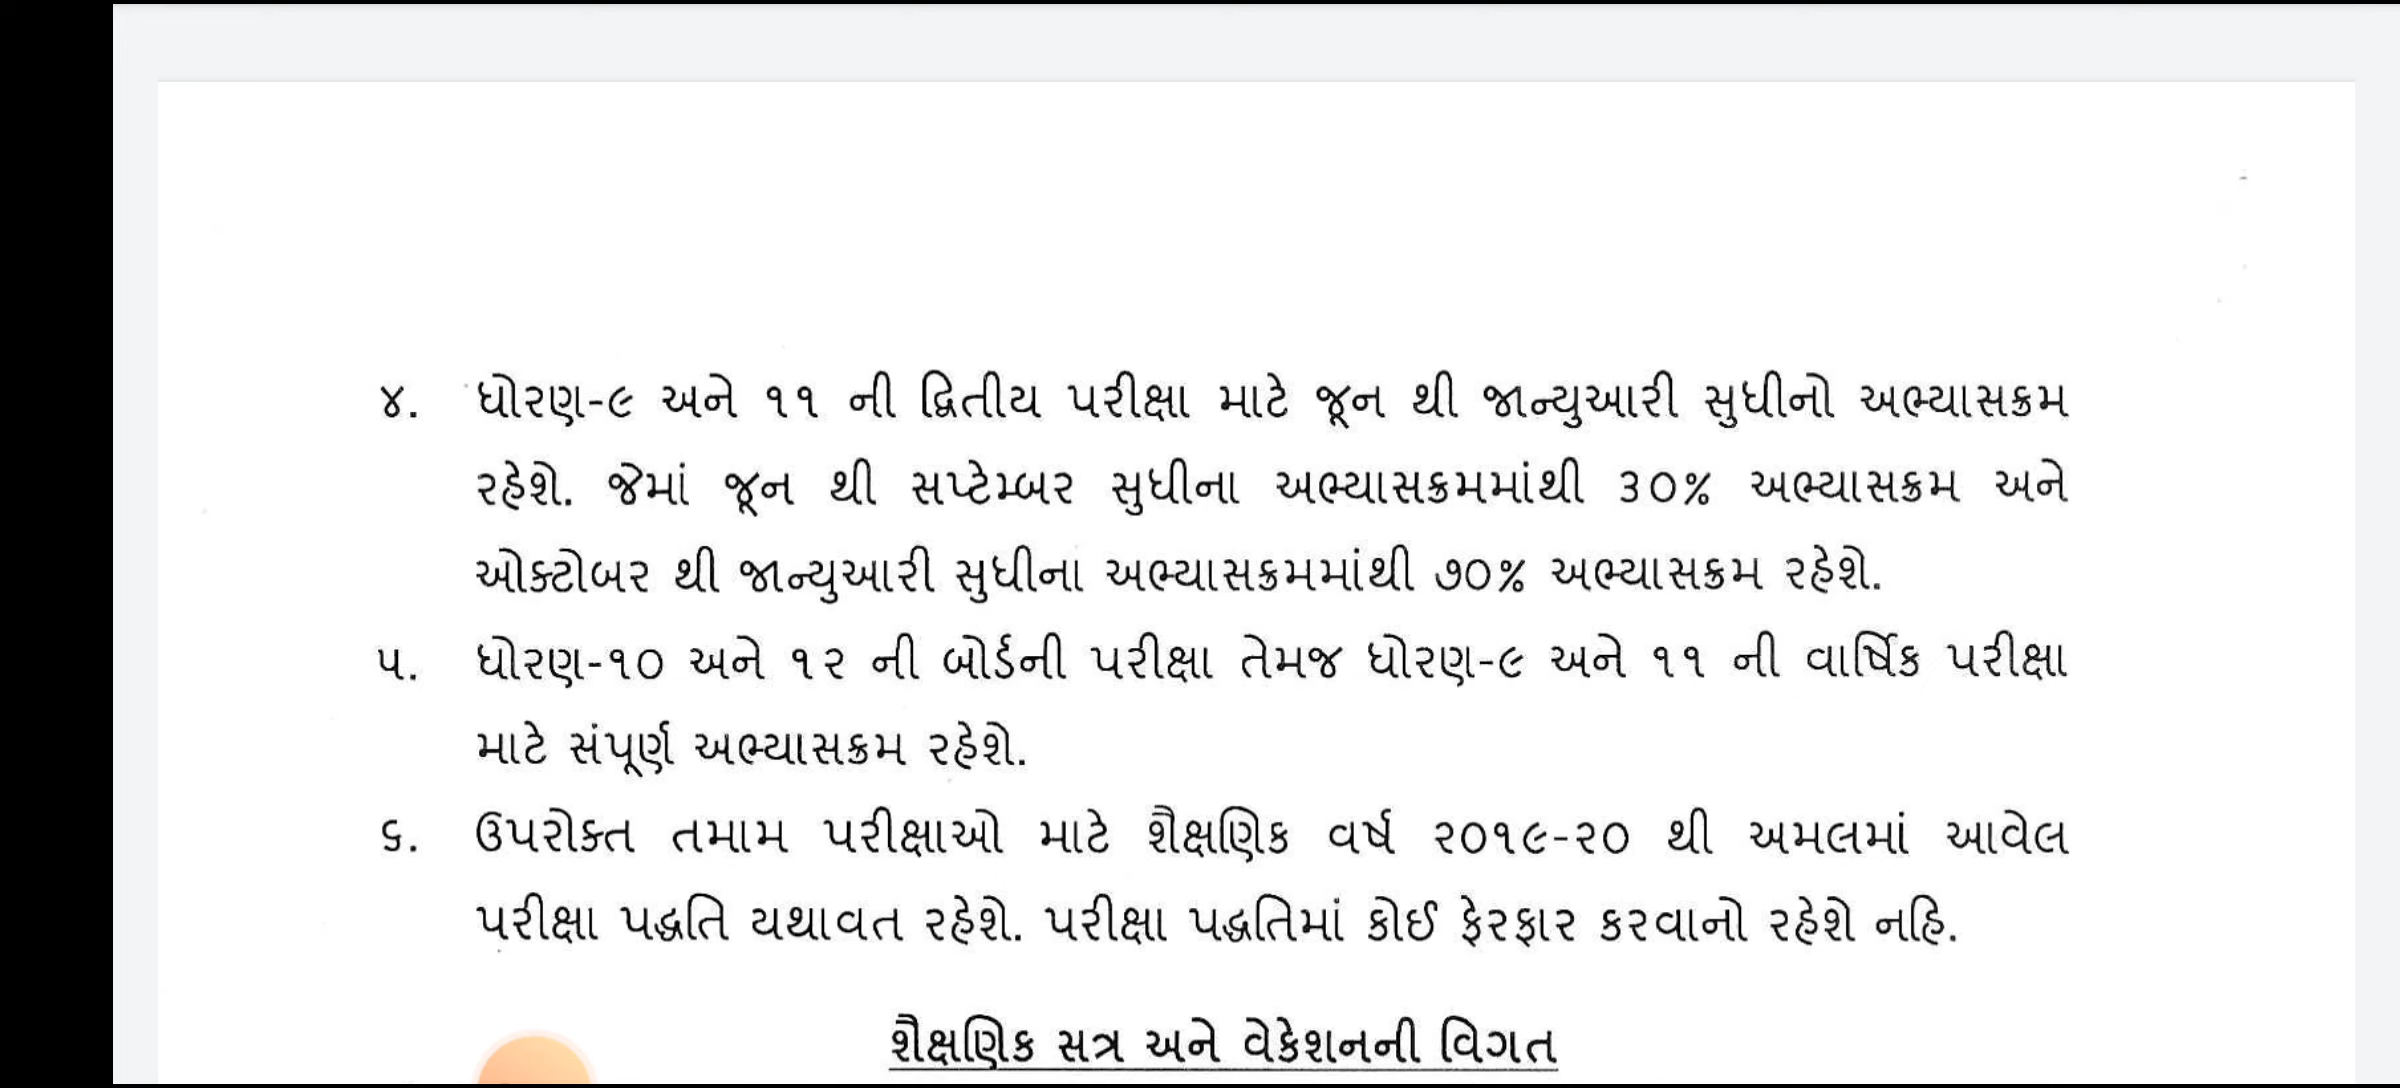 ૪. ધોરણ-૯ અને ૧૧ ની દ્વિતીય પરીક્ષા માટે જૂન થી જાન્યુઆરી સુધીનો અભ્યાસક્રમ
રહેશે. જેમાં જૂન થી સપ્ટેમ્બર સુધીના અભ્યાસક્રમમાંથી ૩૦% અભ્યાસક્રમ અને
ઓક્ટોબર થી જાન્યુઆરી સુધીના અભ્યાસક્રમમાંથી ૭૦% અભ્યાસક્રમ રહેશે.
૫. ધોરણ-૧૦ અને ૧૨ ની બોર્ડની પરીક્ષા તેમજ ધોરણ-૯ અને ૧૧ ની વાર્ષિક પરીક્ષા
માટે સંપૂર્ણ અભ્યાસક્રમ રહેશે.
૬. ઉપરોક્ત તમામ પરીક્ષાઓ માટે શૈક્ષણિક વર્ષ ૨૦૧૯-૨૦ થી અમલમાં આવેલ
પરીક્ષા પદ્ધતિ યથાવત રહેશે. પરીક્ષા પદ્ધતિમાં કોઈ ફેરફાર કરવાનો રહેશે નહિ.
શૈક્ષણિક સત્ર અને વેકેશનની વિગત